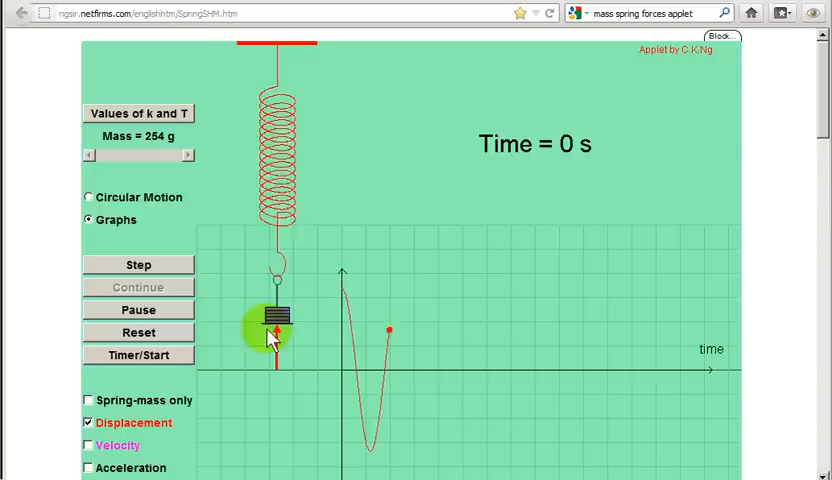 ngsir.netfirms.com/englishhtm/SpringSHM.htm
mass spring forces applet
Block...
Applet by C.K.Ng
Values of k and T
Mass = 254 g
Time = 0 s
Circular Motion
Graphs
Step
Continue
Pause
Reset
Timer/Start
time
Spring-mass only
Displacement
Velocity
Acceleration